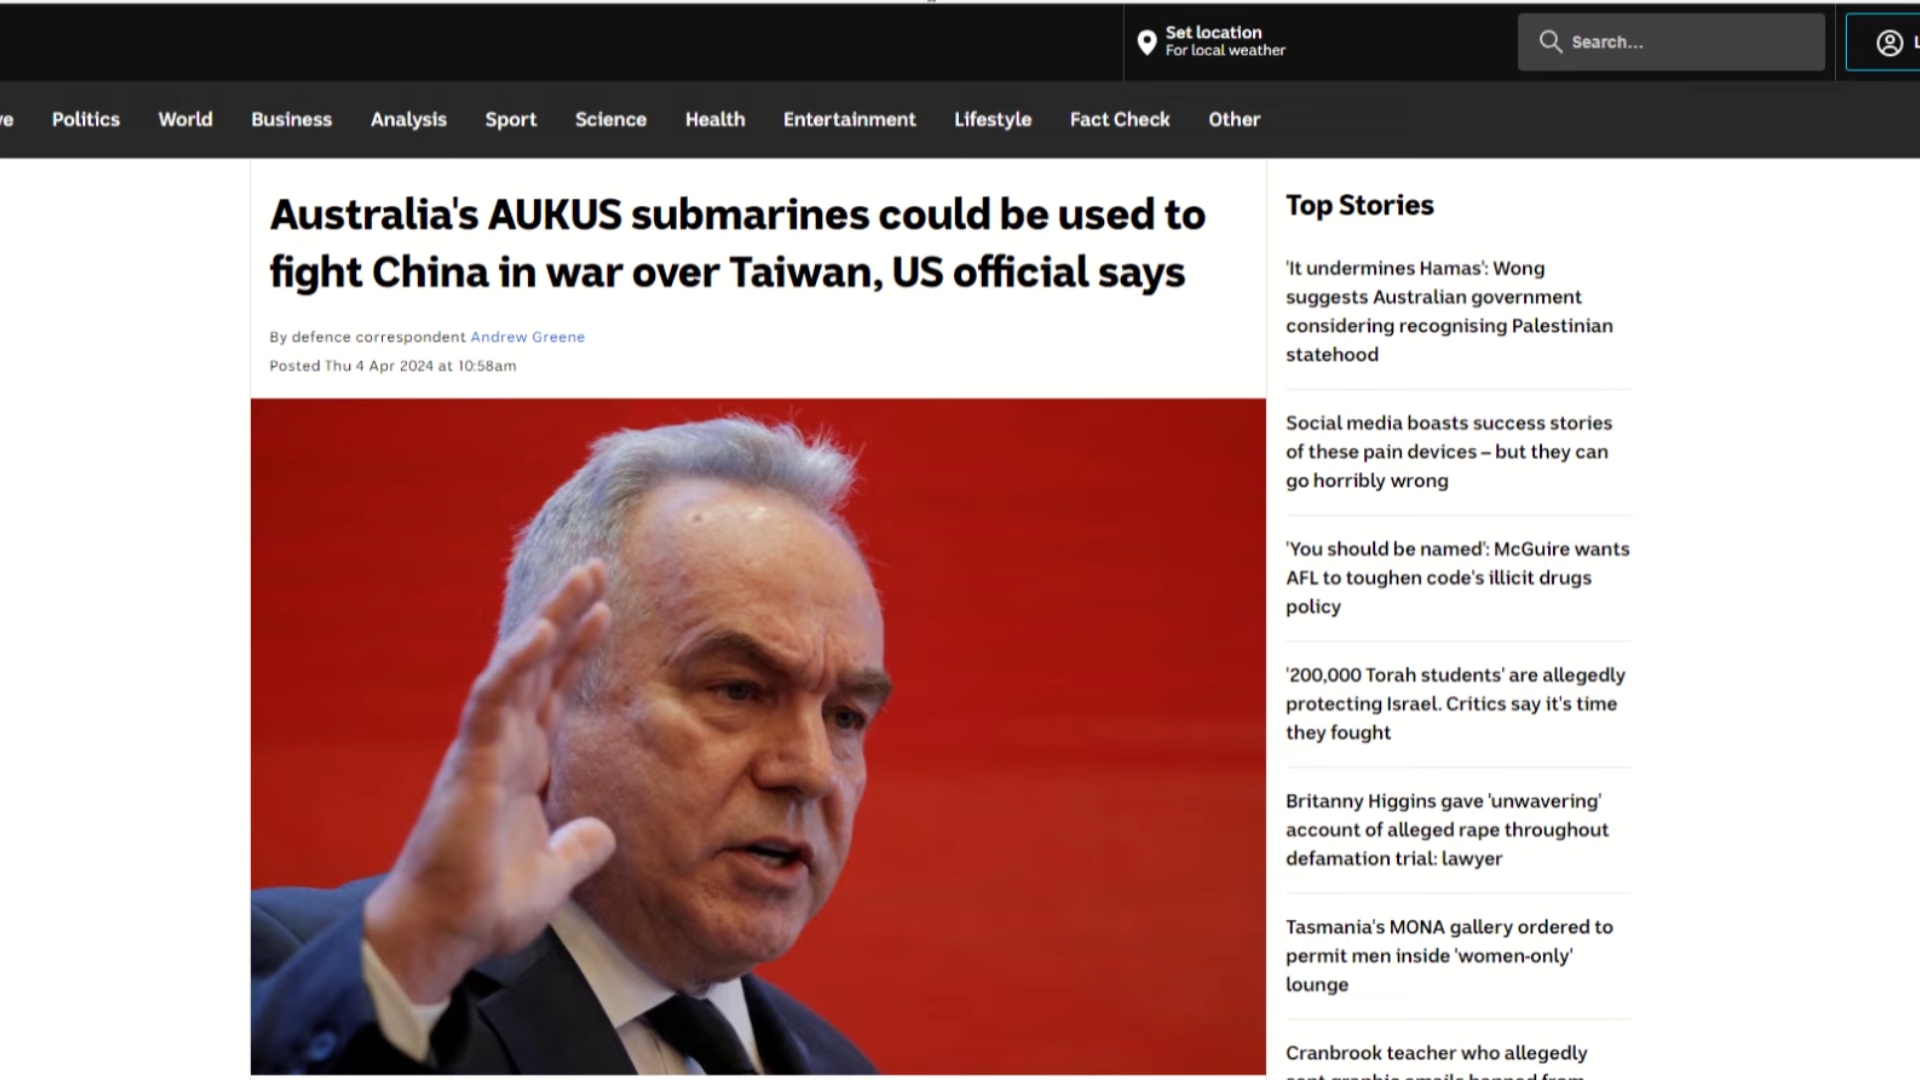 Set location
For local weather
Search...
Politics World Business Analysis Sport Science Health Entertainment Lifestyle Fact Check Other
Australia's AUKUS submarines could be used to
fight China in war over Taiwan, US official says
By defence correspondent Andrew Greene
Posted Thu 4 Apr 2024 at 10:58am
Top Stories
'It undermines Hamas': Wong
suggests Australian government
considering recognising Palestinian
statehood
Social media boasts success stories
of these pain devices – but they can
go horribly wrong
'You should be named': McGuire wants
AFL to toughen code's illicit drugs
policy
'200,000 Torah students' are allegedly
protecting Israel. Critics say it's time
they fought
Britanny Higgins gave 'unwavering'
account of alleged rape throughout
defamation trial: lawyer
Tasmania's MONA gallery ordered to
permit men inside 'women-only'
lounge
Cranbrook teacher who allegedly